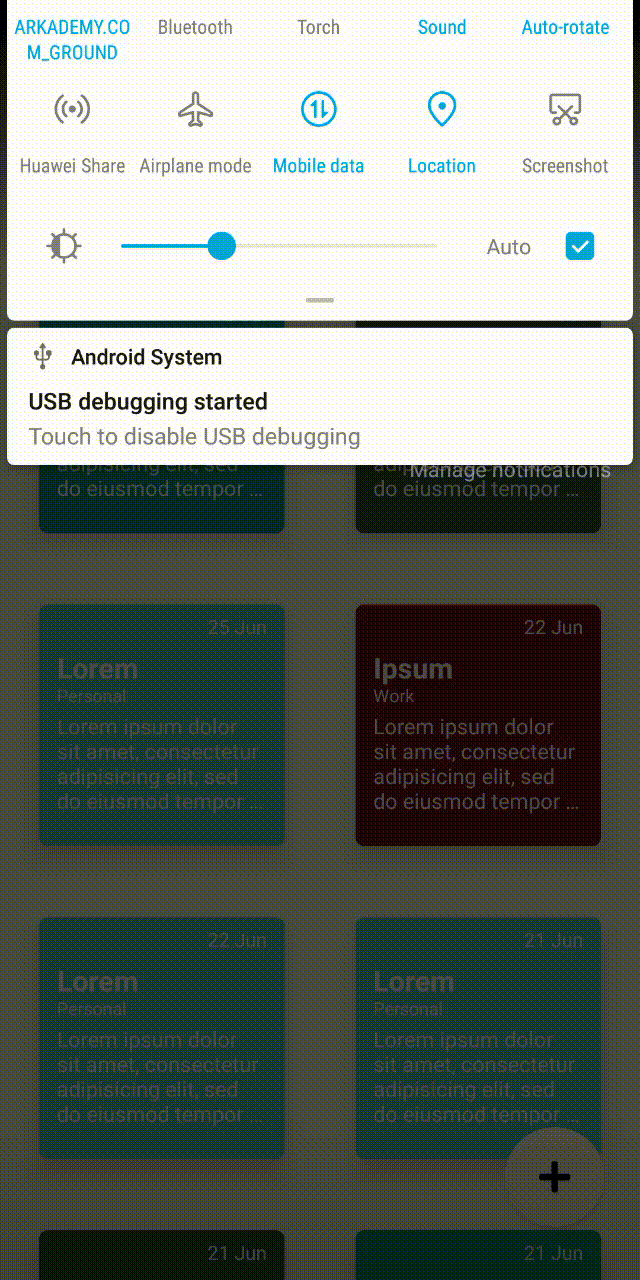 ARKADEMY.CO
M_GROUND
Bluetooth
Torch
Sound
Auto-rotate
Huawei Share
Airplane mode
Mobile data
Location
Screenshot
Auto
Android System
USB debugging started
Touch to disable USB debugging
Manage notifications
adipisicing elit, sed
do eiusmod tempor ...
do eiusmod tempor ...
25 Jun
Lorem
Personal
Lorem ipsum dolor
sit amet, consectetur
adipisicing elit, sed
do eiusmod tempor ...
22 Jun
Ipsum
Work
Lorem ipsum dolor
sit amet, consectetur
adipisicing elit, sed
do eiusmod tempor ...
22 Jun
Lorem
Personal
Lorem ipsum dolor
sit amet, consectetur
adipisicing elit, sed
do eiusmod tempor ...
21 Jun
Lorem
Personal
Lorem ipsum dolor
sit amet, consectetur
adipisicing elit, sed
do eiusmod tempor ...
21 Jun
21 Jun